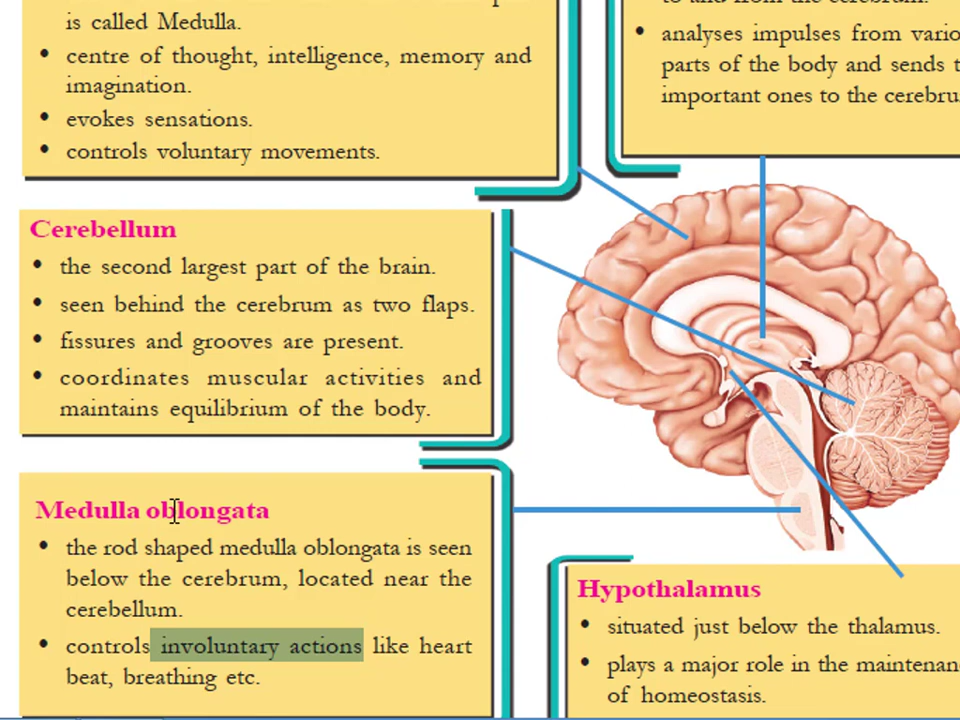 is called Medulla.
• centre of thought, intelligence, memory and
imagination.
• evokes sensations.
• controls voluntary movements.
• analyses impulses from
parts of the body and sends
important ones to the
Cerebellum
• the second largest part of the brain.
• seen behind the cerebrum as two flaps.
• fissures and grooves are present.
• coordinates muscular activities and
maintains equilibrium of the body.
Medulla oblongata
• the rod shaped medulla oblongata is seen
below the cerebrum, located near the
cerebellum.
• controls involuntary actions like heart
beat, breathing etc.
Hypothalamus
• situated just below the thalamus.
• plays a major role in the
of homeostasis.